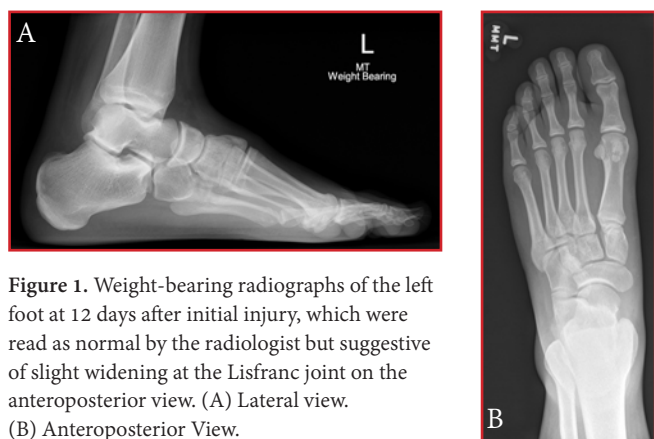 A
L
MT
Weight Bearing
L
MMT
Figure 1. Weight-bearing radiographs of the left
foot at 12 days after initial injury, which were
read as normal by the radiologist but suggestive
of slight widening at the Lisfranc joint on the
anteroposterior view. (A) Lateral view.
(B) Anteroposterior View.
B